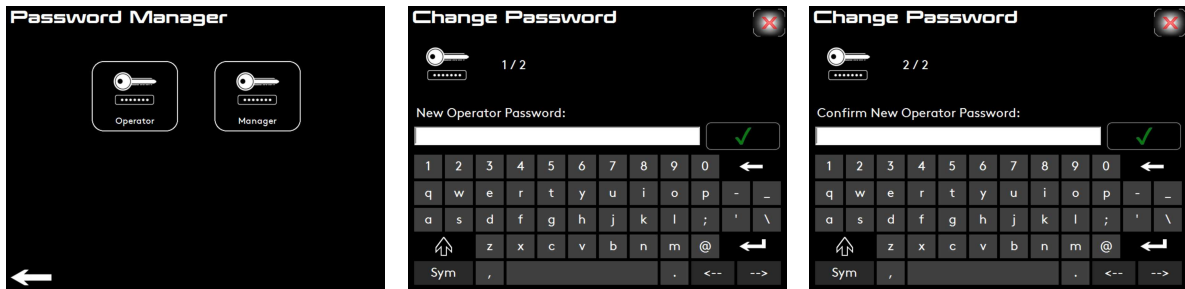 Password Manager
Operator
Manager
Change Password
1 / 2
New Operator Password:
1 2 3 4 5 6 7 8 9 0
q w e r t y u i o p - _
a s d f g h j k l ; ' \
z x c v b n m @
Sym , . <-- -->
Change Password
2 / 2
Confirm New Operator Password:
1 2 3 4 5 6 7 8 9 0
q w e r t y u i o p - _
a s d f g h j k l ; ' \
z x c v b n m @
Sym , . <-- -->